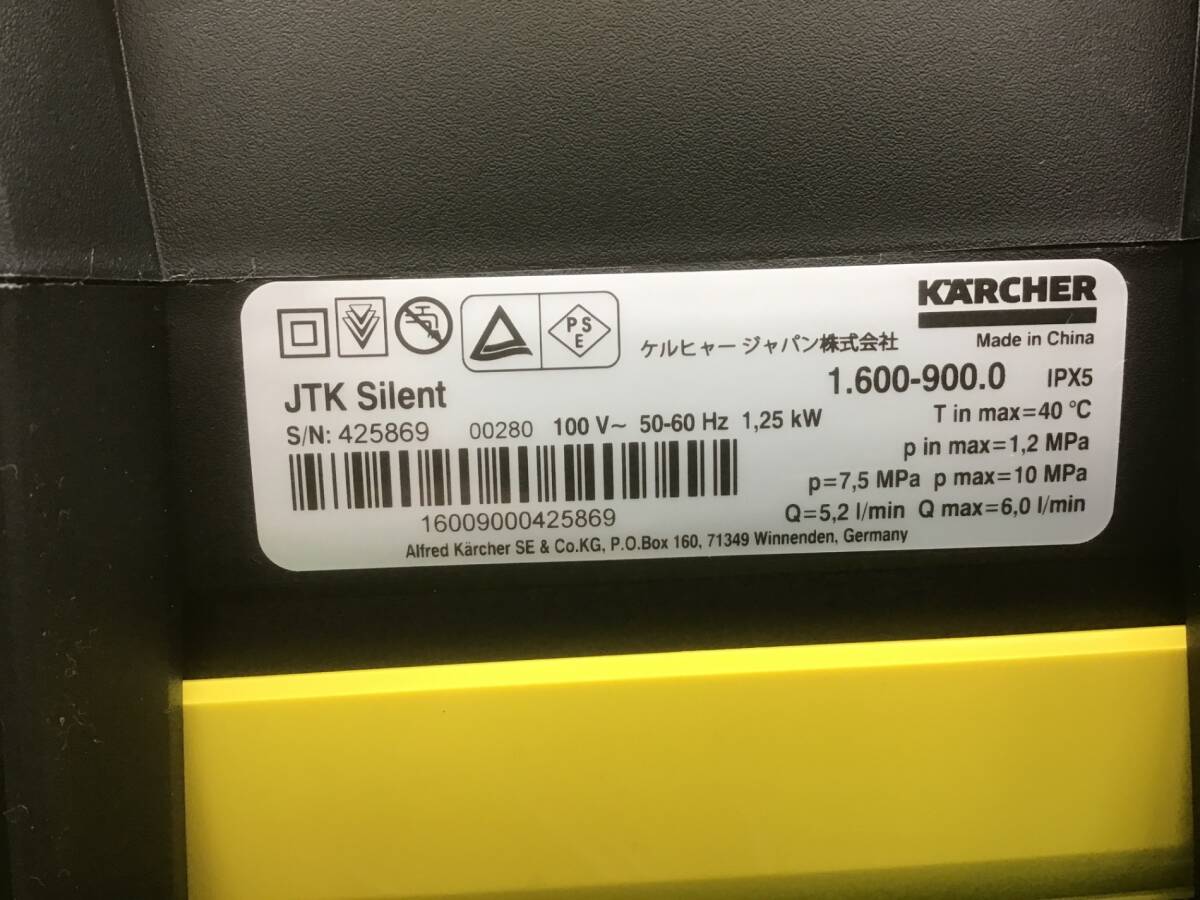 KÄRCHER
PSE
ケルヒャー ジャパン株式会社
Made in China
JTK Silent
1.600-900.0 IPX5
S/N: 425869 00280 100 V~ 50-60 Hz 1,25 kW
T in max=40 °C
p in max=1,2 MPa
p=7,5 MPa p max=10 MPa
Q=5,2 l/min Q max=6,0 l/min
16009000425869
Alfred Kärcher SE & Co.KG, P.O.Box 160, 71349 Winnenden, Germany